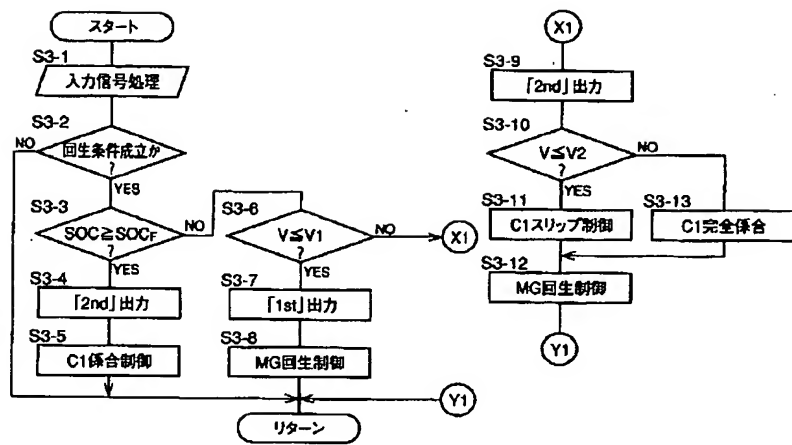 スタート
S3-1
入力信号処理
S3-2
NO
回生条件成立か
?
YES
S3-3
SOC≧SOCF
?
NO
YES
S3-4
「2nd」出力
S3-5
C1係合制御
S3-6
V≦V1
?
NO
X1
YES
S3-7
「1st」出力
S3-8
MG回生制御
Y1
リターン
X1
S3-9
「2nd」出力
S3-10
V≦V2
?
NO
YES
S3-11
C1スリップ制御
S3-13
C1完全係合
S3-12
MG回生制御
Y1